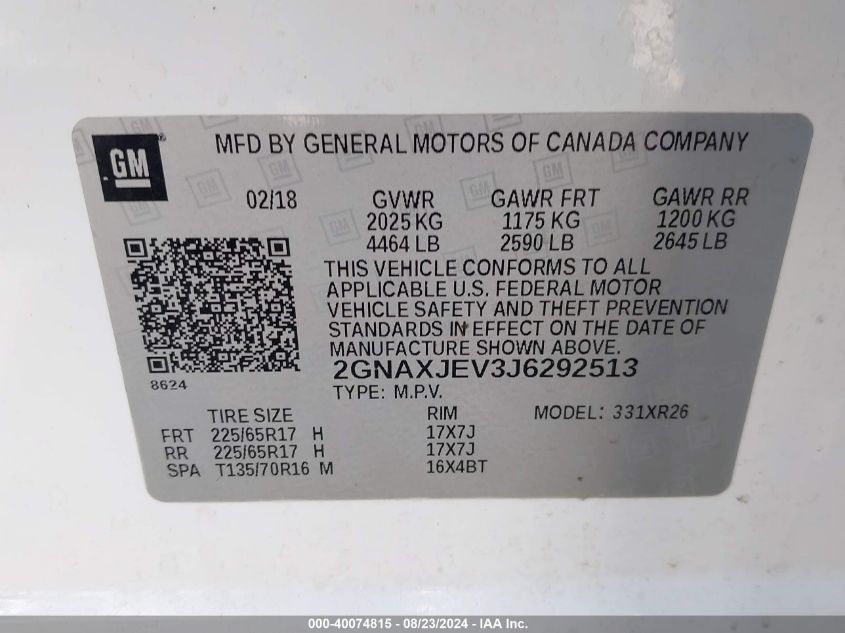 GM
MFD BY GENERAL MOTORS OF CANADA COMPANY
02/18 GVWR GAWR FRT GAWR RR
2025 KG 1175 KG 1200 KG
4464 LB 2590 LB 2645 LB
THIS VEHICLE CONFORMS TO ALL
APPLICABLE U.S. FEDERAL MOTOR
VEHICLE SAFETY AND THEFT PREVENTION
STANDARDS IN EFFECT ON THE DATE OF
MANUFACTURE SHOWN ABOVE.
2GNAXJEV3J6292513
8624
TYPE: M.P.V.
TIRE SIZE RIM MODEL: 331XR26
FRT 225/65R17 H 17X7J
RR 225/65R17 H 17X7J
SPA T135/70R16 M 16X4BT
000-40074815 - 08/23/2024 - IAA Inc.